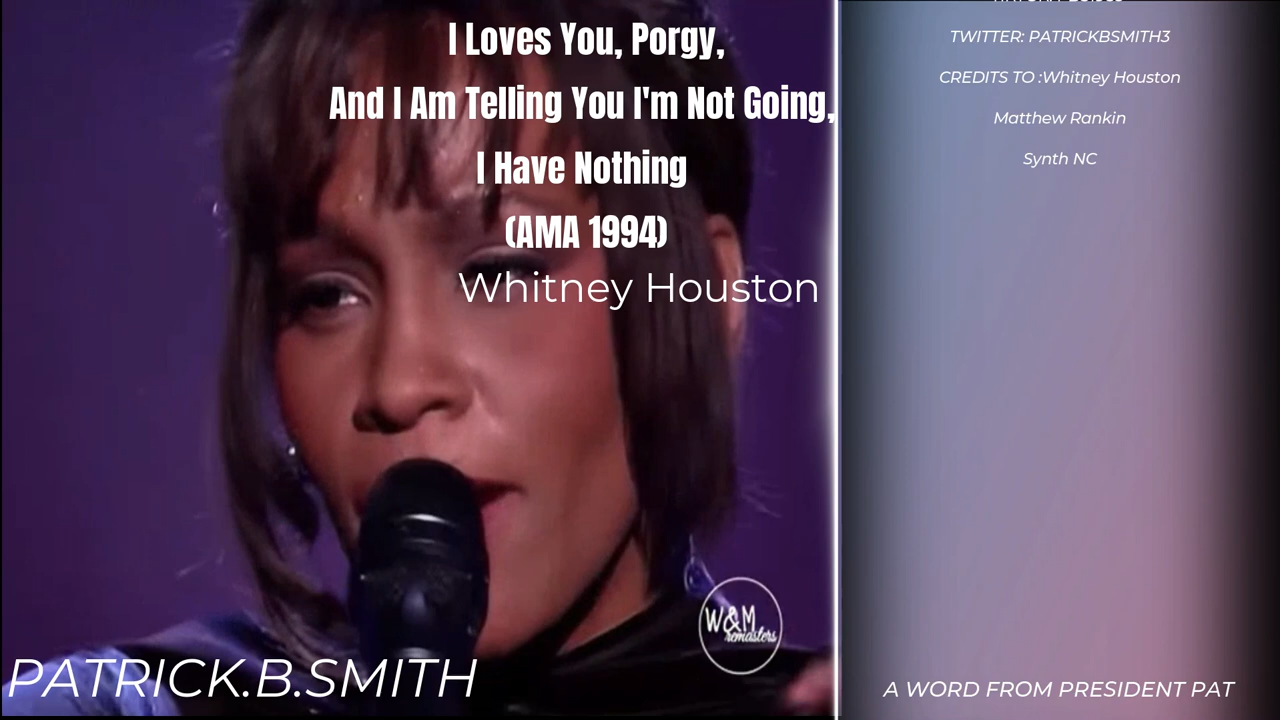 I Loves You, Porgy,
And I Am Telling You I'm Not Going,
I Have Nothing
(AMA 1994)
Whitney Houston
W&M
remasters
PATRICK.B.SMITH
TWITTER: PATRICKBSMITH3
CREDITS TO :Whitney Houston
Matthew Rankin
Synth NC
A WORD FROM PRESIDENT PAT